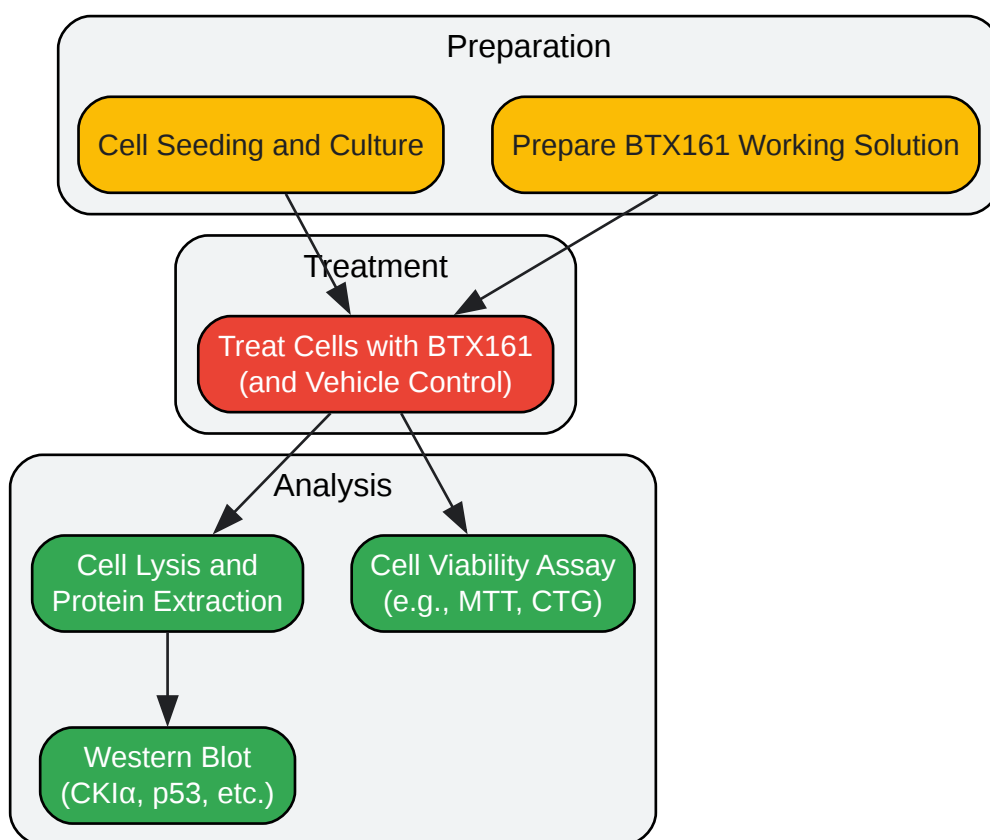 Preparation
Cell Seeding and Culture
Prepare BTX161 Working Solution
Treatment
Treat Cells with BTX161
(and Vehicle Control)
Analysis
Cell Lysis and
Protein Extraction
Cell Viability Assay
(e.g., MTT, CTG)
Western Blot
(CKIα, p53, etc.)